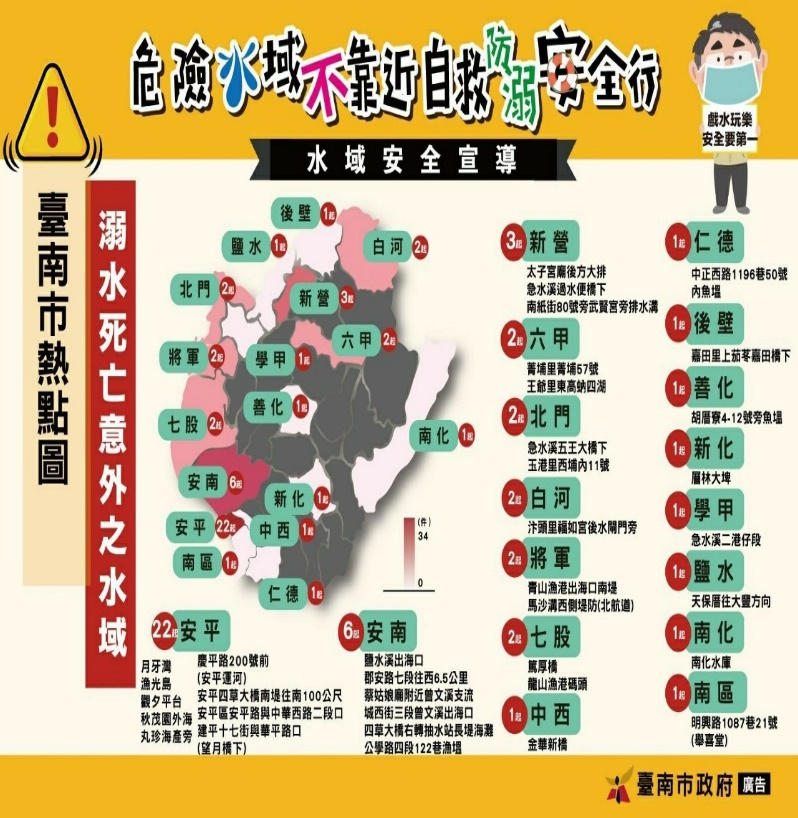 危險水域不靠近自救防溺安全行
戲水玩樂
安全要第一
水域安全宣導
臺南市熱點圖
溺水死亡意外之水域
後壁 1起
鹽水 1起
白河 2起
北門 2起
新營 3起
六甲 2起
將軍 2起
學甲 1起
善化 1起
七股 2起
南化 1起
安南 6起
新化 1起
安平 22起
中西 1起
南區 1起
仁德 1起
(件)
34
0
22起 安平
月牙灣
漁光島
觀夕平台
秋茂園外海
丸珍海產旁
慶平路200號前
(安平運河)
安平四草大橋南堤往南100公尺
安平區安平路與中華西路二段口
建平十七街與華平路口
(望月橋下)
6起 安南
鹽水溪出海口
郡安路七段往西6.5公里
蔡姑娘廟附近曾文溪支流
城西街三段曾文溪出海口
四草大橋右轉抽水站長堤海灘
公學路四段122巷漁塭
3起 新營
太子宮廟後方大排
急水溪過水便橋下
南紙街80號旁武賢宮旁排水溝
2起 六甲
菁埔里菁埔57號
王爺里東高蚋四湖
2起 北門
急水溪五王大橋下
玉港里西埔內11號
2起 白河
汴頭里福如宮後水閘門旁
2起 將軍
青山漁港出海口南堤
馬沙溝西側堤防(北航道)
2起 七股
篤厚橋
龍山漁港碼頭
1起 中西
金華新橋
1起 仁德
中正西路1196巷50號
內魚塭
1起 後壁
嘉田里上茄苳嘉田橋下
1起 善化
胡厝寮4-12號旁魚塭
1起 新化
層林大埤
1起 學甲
急水溪二港仔段
1起 鹽水
天保厝往大豐方向
1起 南化
南化水庫
1起 南區
明興路1087巷21號
(舉喜堂)
臺南市政府 廣告